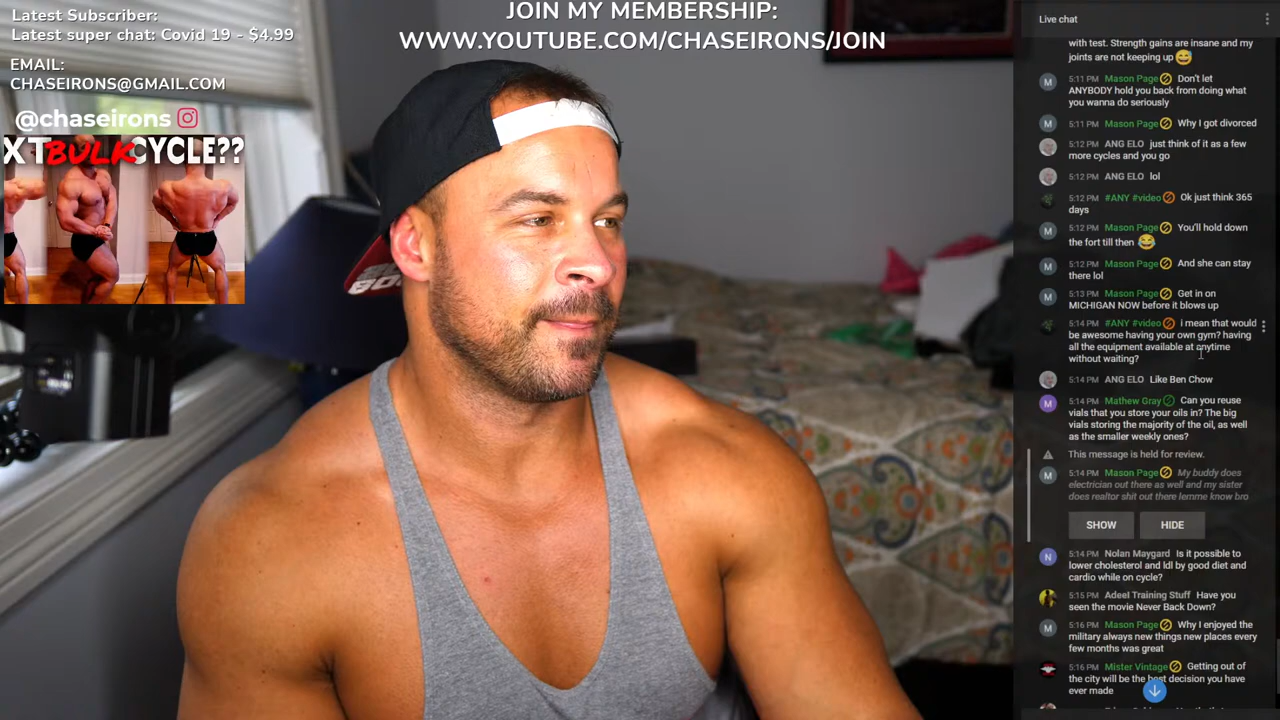 Latest Subscriber:
Latest super chat: Covid 19 - $4.99
EMAIL:
CHASEIRONS@GMAIL.COM
@chaseirons
XT BULK CYCLE??
JOIN MY MEMBERSHIP:
WWW.YOUTUBE.COM/CHASEIRONS/JOIN
Live chat
with test. Strength gains are insane and my
joints are not keeping up
M 5:11 PM Mason Page Don't let
ANYBODY hold you back from doing what
you wanna do seriously
M 5:11 PM Mason Page Why I got divorced
5:12 PM ANG ELO just think of it as a few
more cycles and you go
5:12 PM ANG ELO lol
5:12 PM #ANY #video Ok just think 365
days
M 5:12 PM Mason Page You'll hold down
the fort till then
M 5:12 PM Mason Page And she can stay
there lol
M 5:13 PM Mason Page Get in on
MICHIGAN NOW before it blows up
5:14 PM #ANY #video i mean that would
be awesome having your own gym? having
all the equipment available at anytime
without waiting?
5:14 PM ANG ELO Like Ben Chow
M 5:14 PM Mathew Gray Can you reuse
vials that you store your oils in? The big
vials storing the majority of the oil, as well
as the smaller weekly ones?
This message is held for review.
M 5:14 PM Mason Page My buddy does
electrician out there as well and my sister
does realtor shit out there lemme know bro
SHOW HIDE
N 5:14 PM Nolan Maygard Is it possible to
lower cholesterol and ldl by good diet and
cardio while on cycle?
5:15 PM Adeel Training Stuff Have you
seen the movie Never Back Down?
M 5:16 PM Mason Page Why I enjoyed the
military always new things new places every
few months was great
5:16 PM Mister Vintage Getting out of
the city will be the best decision you have
ever made